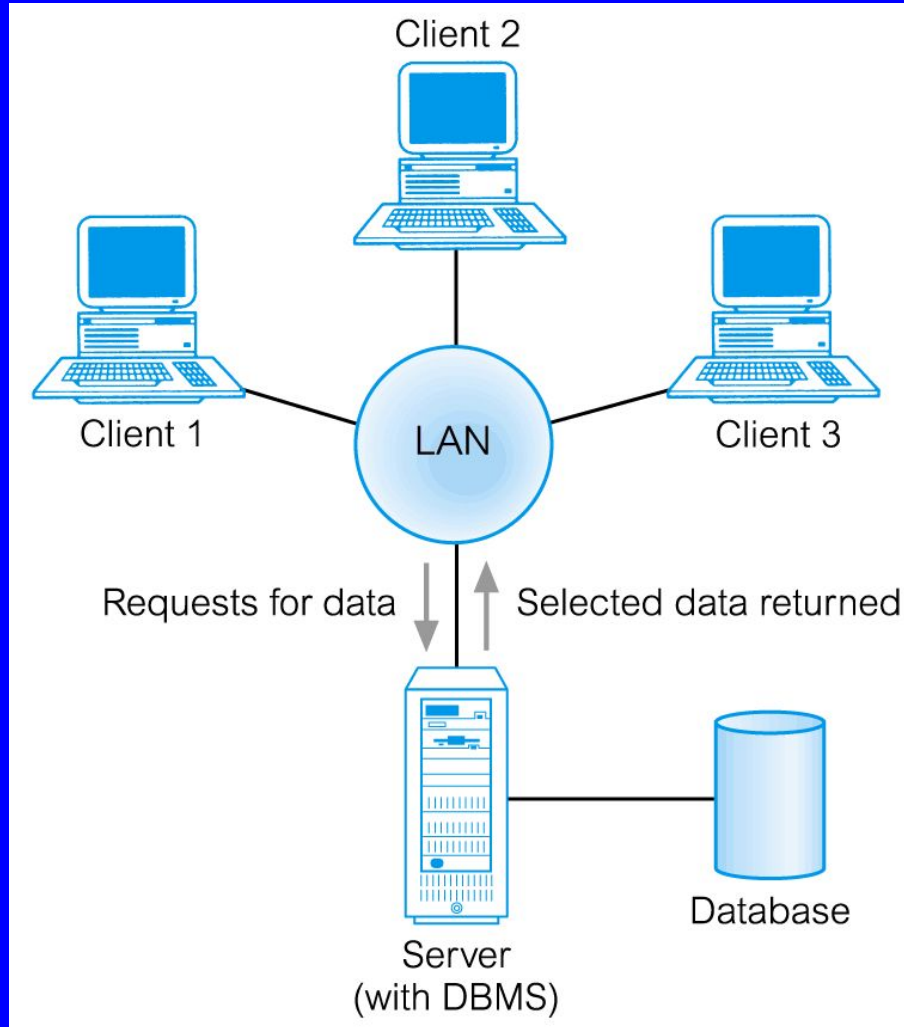 Client 2
Client 1
Client 3
LAN
Requests for data
Selected data returned
Database
Server
(with DBMS)